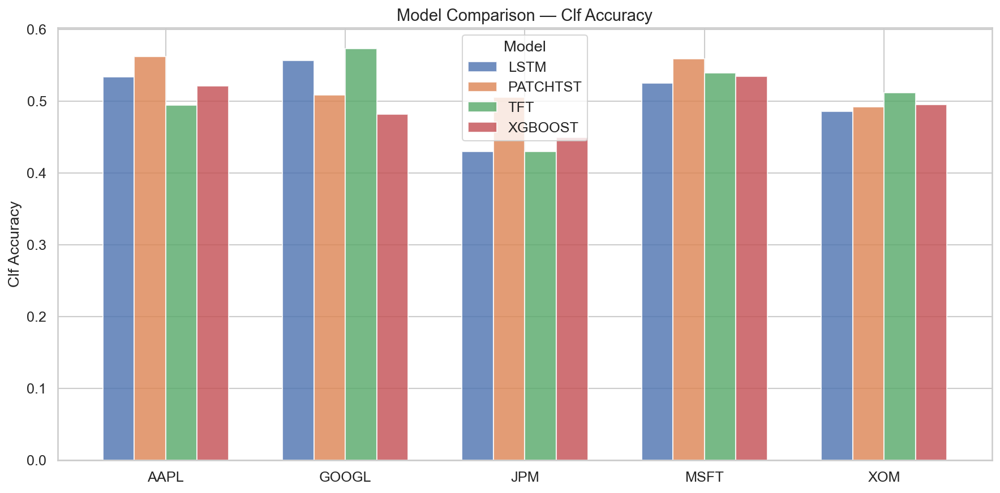 Model Comparison — Clf Accuracy
Clf Accuracy
0.6
0.5
0.4
0.3
0.2
0.1
0.0
Model
LSTM
PATCHTST
TFT
XGBOOST
AAPL
GOOGL
JPM
MSFT
XOM